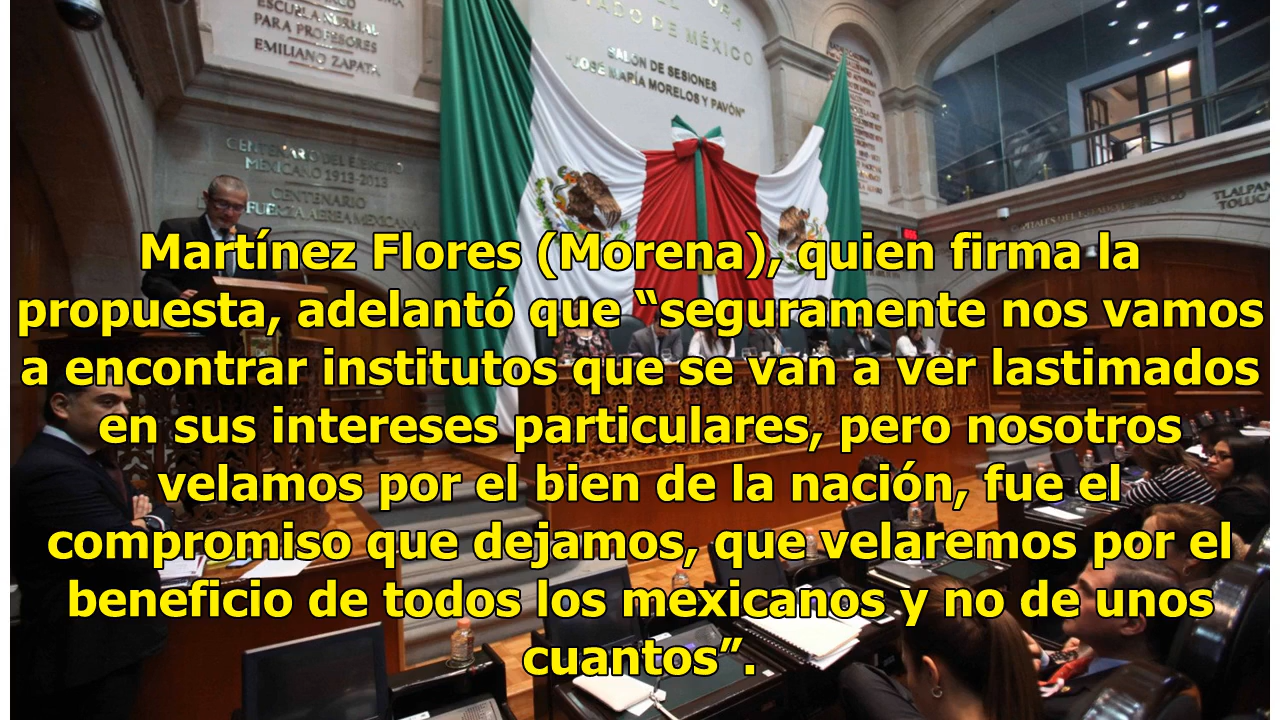 ESCUELA NORMAL
PARA PROFESORES
EMILIANO ZAPATA
ESTADO DE MÉXICO
SALÓN DE SESIONES
"JOSÉ MARÍA MORELOS Y PAVÓN"
CENTENARIO DEL EJÉRCITO
MEXICANO 1913-2013
CENTENARIO
FUERZA AÉREA MEXICANA
TLALPAN
TOLUCA
Martínez Flores (Morena), quien firma la
propuesta, adelantó que “seguramente nos vamos
a encontrar institutos que se van a ver lastimados
en sus intereses particulares, pero nosotros
velamos por el bien de la nación, fue el
compromiso que dejamos, que velaremos por el
beneficio de todos los mexicanos y no de unos
cuantos”.